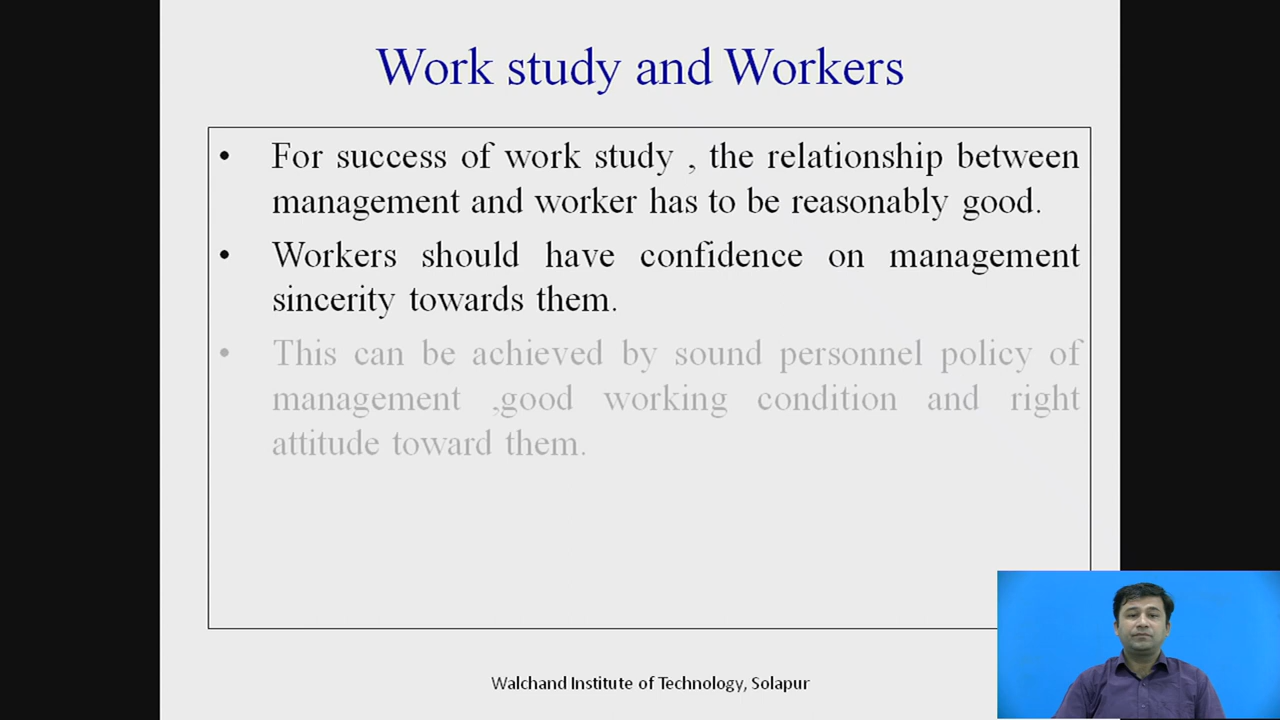 Work study and Workers
• For success of work study , the relationship between
management and worker has to be reasonably good.
• Workers should have confidence on management
sincerity towards them.
• This can be achieved by sound personnel policy of
management ,good working condition and right
attitude toward them.
Walchand Institute of Technology, Solapur